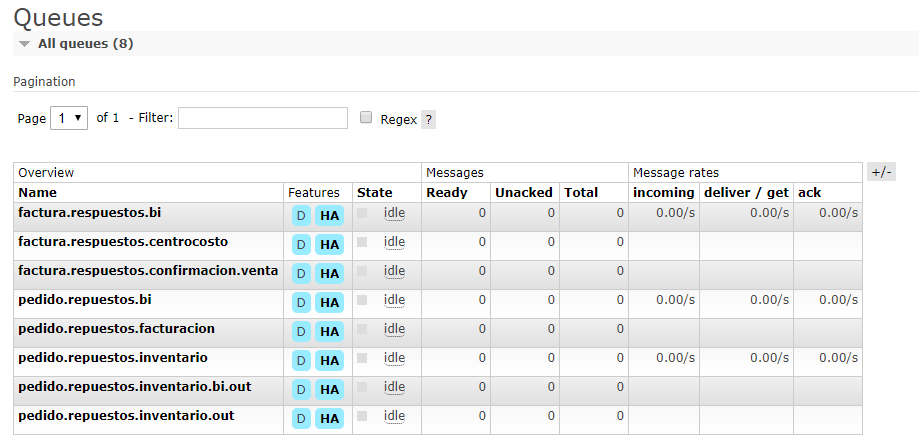 Queues
All queues (8)
Pagination
Page 1 of 1 - Filter: Regex ?
Overview Messages Message rates +/-
Name Features State Ready Unacked Total incoming deliver / get ack
factura.respuestos.bi D HA idle 0 0 0 0.00/s 0.00/s 0.00/s
factura.respuestos.centrocosto D HA idle 0 0 0
factura.respuestos.confirmacion.venta D HA idle 0 0 0
pedido.repuestos.bi D HA idle 0 0 0 0.00/s 0.00/s 0.00/s
pedido.repuestos.facturacion D HA idle 0 0 0
pedido.repuestos.inventario D HA idle 0 0 0 0.00/s 0.00/s 0.00/s
pedido.repuestos.inventario.bi.out D HA idle 0 0 0
pedido.repuestos.inventario.out D HA idle 0 0 0